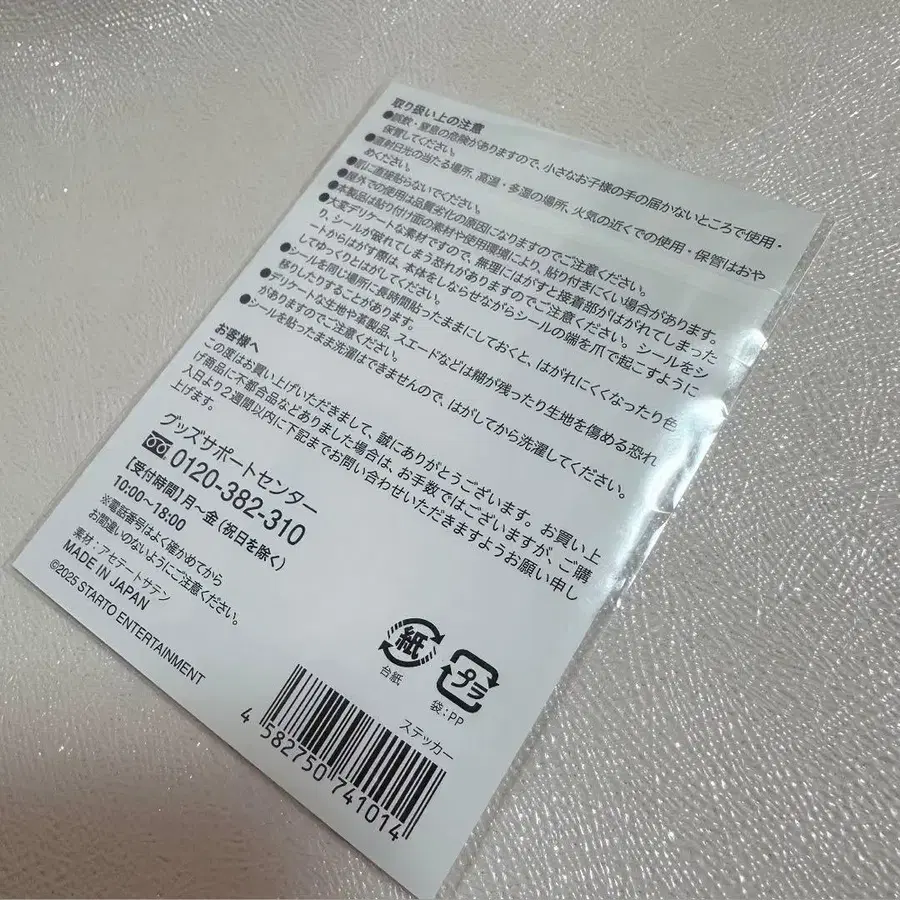 取り扱い上の注意
●誤飲・窒息の危険がありますので、小さなお子様の手の届かないところで使用・
保管してください。
●直射日光の当たる場所、高温・多湿の場所、火気の近くでの使用・保管はおや
めください。
●肌に直接貼らないでください。
●屋外での使用は品質劣化の原因になりますのでご注意ください。
●本製品は貼り付け面の素材や使用環境により、貼り付きにくい場合があります。
●大変デリケートな素材ですので、無理にはがすと接着部がはがれてしまった
り、シールが破れてしまう恐れがありますのでご注意ください。シールをシ
ートからはがす際は、本体をしならせながらシールの端を爪で起こすように
してゆっくりとはがしてください。
●シールを同じ場所に長時間貼ったままにしておくと、はがれにくくなったり色
移りしたりすることがあります。
●デリケートな生地や革製品、スエードなどは糊が残ったり生地を傷める恐れ
がありますのでご注意ください。
●シールを貼ったまま洗濯はできませんので、はがしてから洗濯してください。
お客様へ
この度はお買い上げいただきまして、誠にありがとうございます。お買い上
げ商品に不都合品などありました場合は、お手数ではございますが、ご購
入日より2週間以内に下記までお問い合わせいただきますようお願い申し
上げます。
グッズサポートセンター
0120-382-310
【受付時間】月〜金(祝日を除く)
10:00〜18:00
※電話番号はよく確かめてから
お間違いのないようにご注意ください。
素材:アセテートサテン
MADE IN JAPAN
©2025 STARTO ENTERTAINMENT
紙
台紙
プラ
袋:PP
ステッカー
4 582750 741014